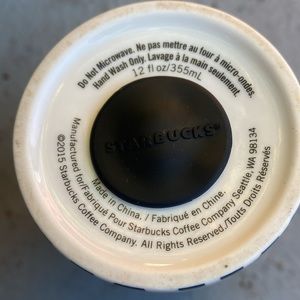 Do Not Microwave. Ne pas mettre au four à micro-ondes.
Hand Wash Only. Lavage à la main seulement.
12 fl oz/355mL
STARBUCKS
Made in China. / Fabriqué en Chine.
Manufactured for/Fabriqué Pour Starbucks Coffee Company Seattle, WA 98134
©2015 Starbucks Coffee Company. All Rights Reserved./Touts Droits Réservés